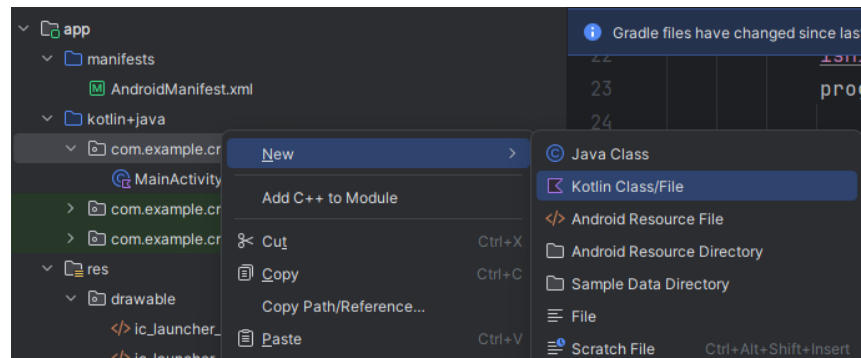 app
manifests
AndroidManifest.xml
kotlin+java
com.example.cr
MainActivity
com.example.cr
com.example.cr
res
drawable
ic_launcher_
New
Add C++ to Module
Cut Ctrl+X
Copy Ctrl+C
Copy Path/Reference...
Paste Ctrl+V
Java Class
Kotlin Class/File
Android Resource File
Android Resource Directory
Sample Data Directory
File
Scratch File Ctrl+Alt+Shift+Insert
Gradle files have changed since las
22
23 proc
24